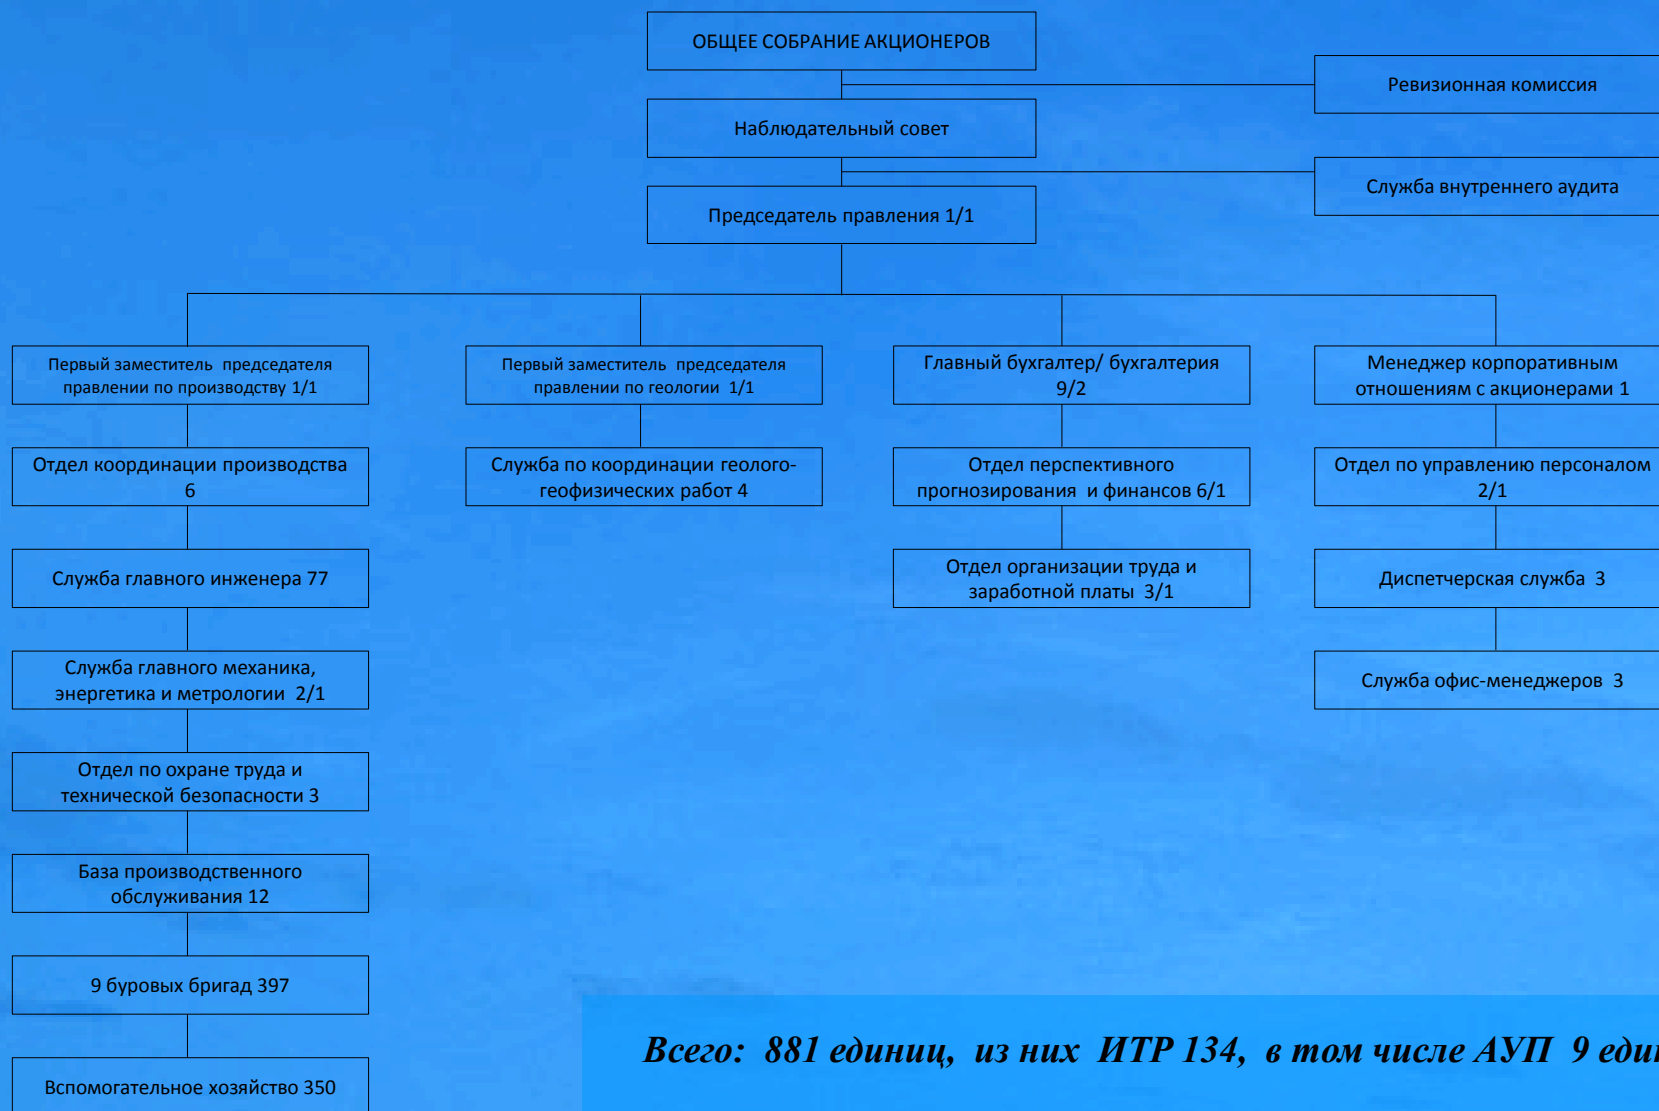 ОБЩЕЕ СОБРАНИЕ АКЦИОНЕРОВ
Ревизионная комиссия
Наблюдательный совет
Служба внутреннего аудита
Председатель правления 1/1
Первый заместитель председателя
правлении по производству 1/1
Первый заместитель председателя
правлении по геологии 1/1
Главный бухгалтер/ бухгалтерия
9/2
Менеджер корпоративным
отношениям с акционерами 1
Отдел координации производства
6
Служба по координации геолого-
геофизических работ 4
Отдел перспективного
прогнозирования и финансов 6/1
Отдел по управлению персоналом
2/1
Служба главного инженера 77
Отдел организации труда и
заработной платы 3/1
Диспетчерская служба 3
Служба главного механика,
энергетика и метрологии 2/1
Служба офис-менеджеров 3
Отдел по охране труда и
технической безопасности 3
База производственного
обслуживания 12
9 буровых бригад 397
Всего: 881 единиц, из них ИТР 134, в том числе АУП 9
Вспомогательное хозяйство 350